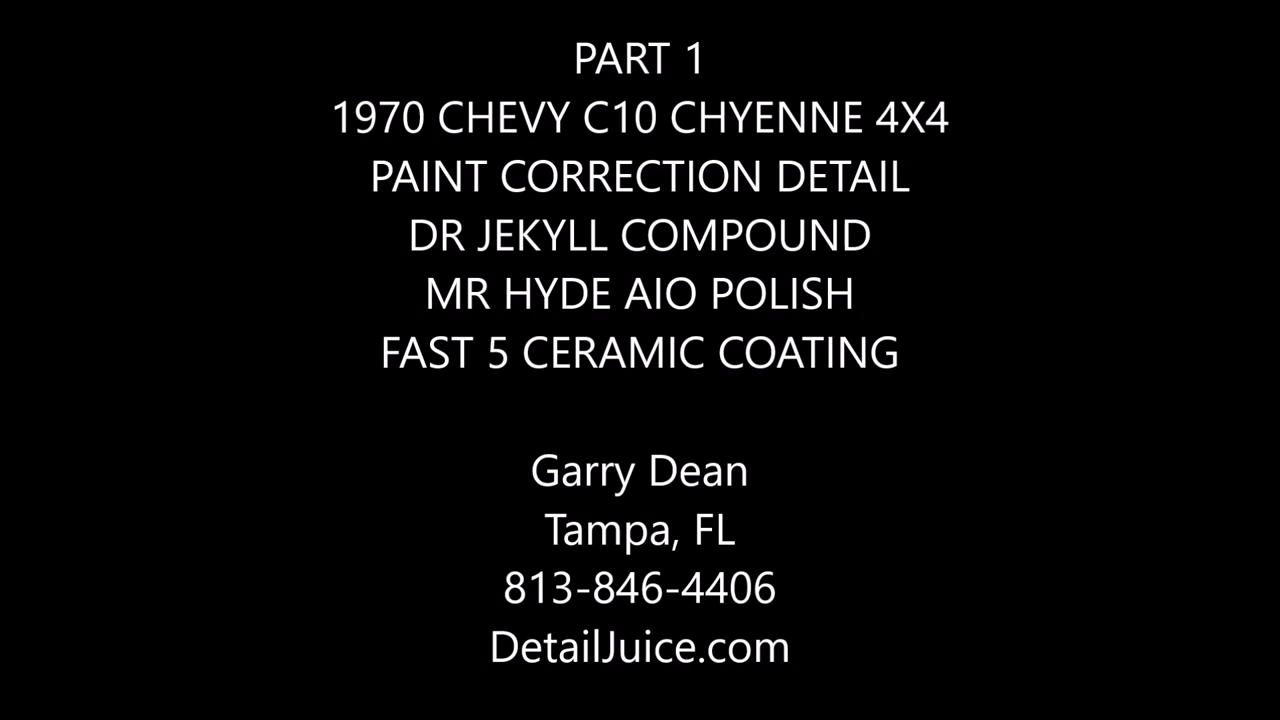 PART 1
1970 CHEVY C10 CHYENNE 4X4
PAINT CORRECTION DETAIL
DR JEKYLL COMPOUND
MR HYDE AIO POLISH
FAST 5 CERAMIC COATING
Garry Dean
Tampa, FL
813-846-4406
DetailJuice.com